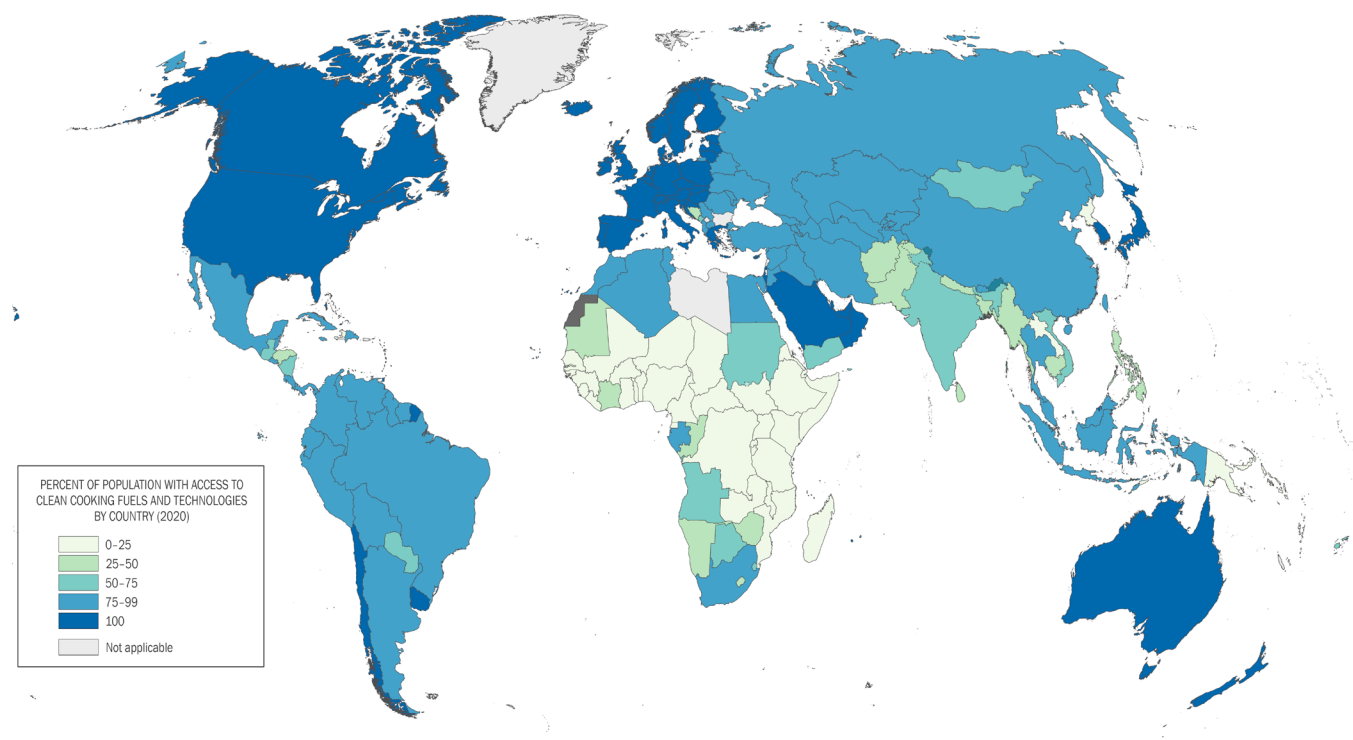 PERCENT OF POPULATION WITH ACCESS TO
CLEAN COOKING FUELS AND TECHNOLOGIES
BY COUNTRY (2020)
0–25
25–50
50–75
75–99
100
Not applicable